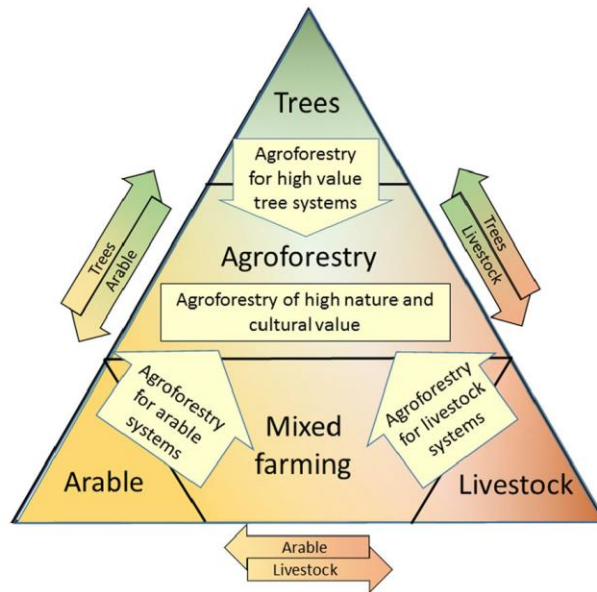 Trees
Agroforestry
for high value
tree systems
Trees
Arable
Trees
Livestock
Agroforestry
Agroforestry of high nature and
cultural value
Agroforestry
for arable
systems
Agroforestry
for livestock
systems
Mixed
farming
Arable
Livestock
Arable
Livestock